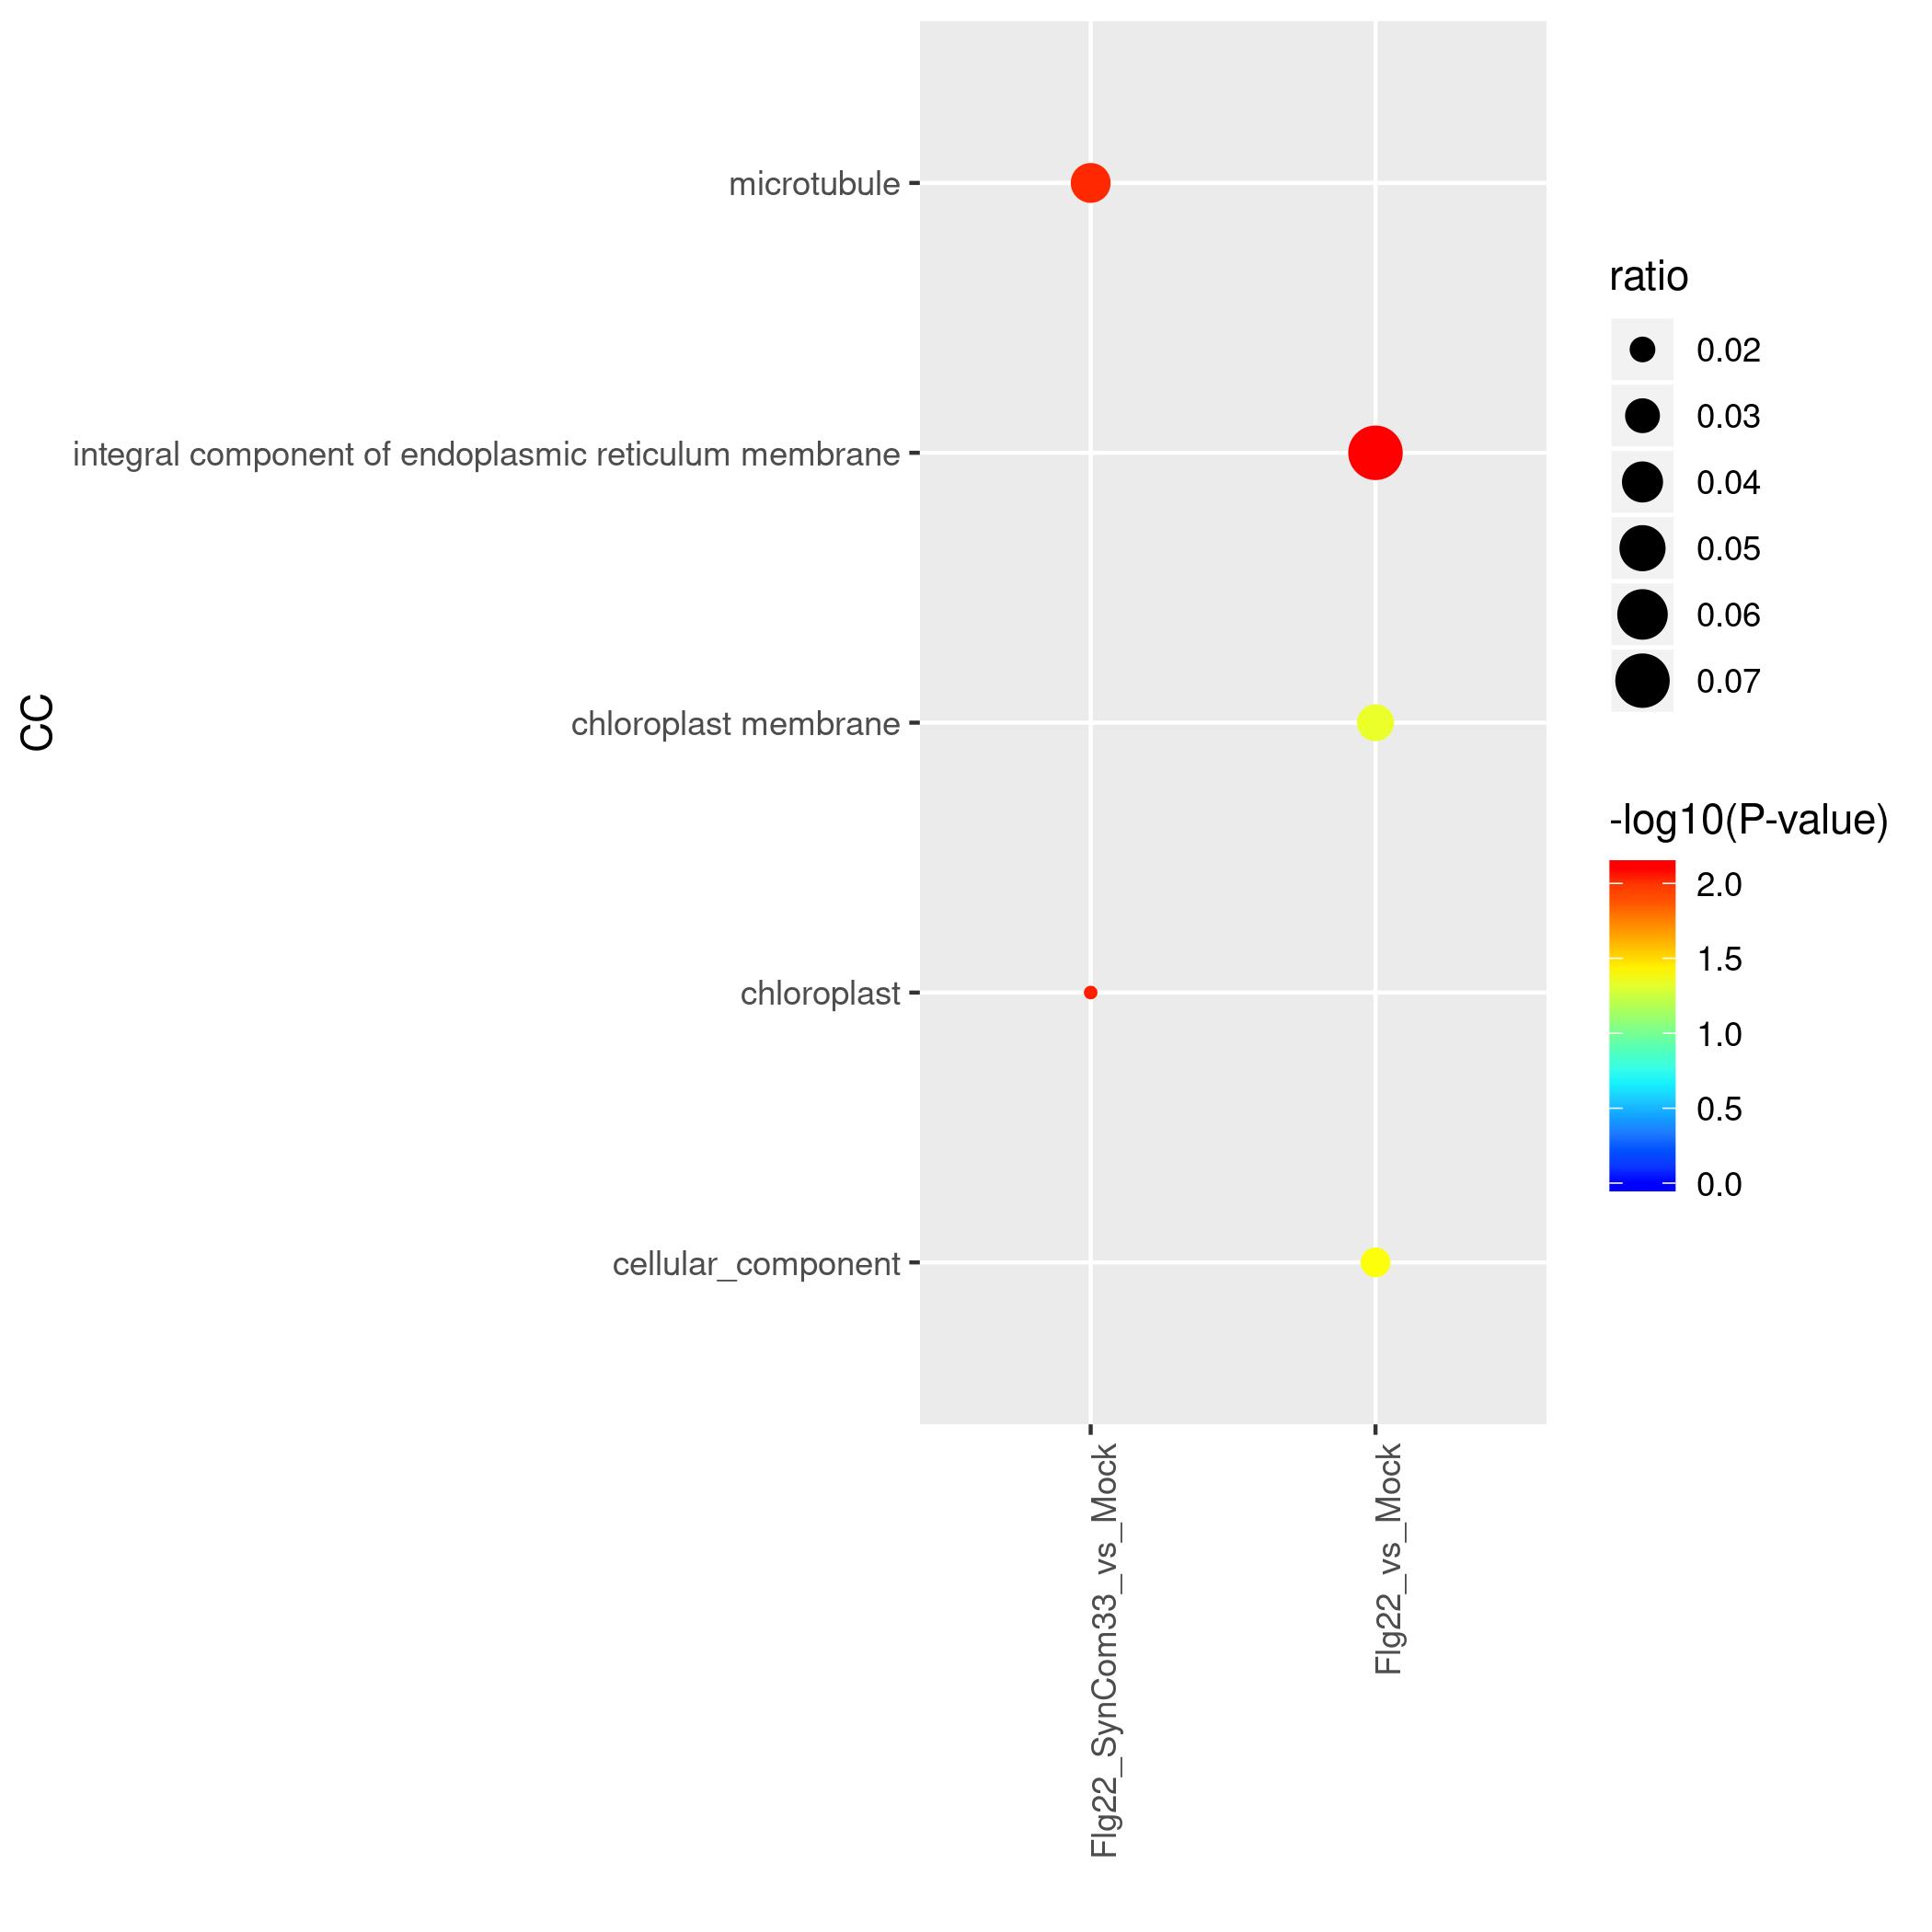 CC
microtubule
integral component of endoplasmic reticulum membrane
chloroplast membrane
chloroplast
cellular_component
Flg22_SynCom33_vs_Mock
Flg22_vs_Mock
ratio
0.02
0.03
0.04
0.05
0.06
0.07
-log10(P-value)
2.0
1.5
1.0
0.5
0.0